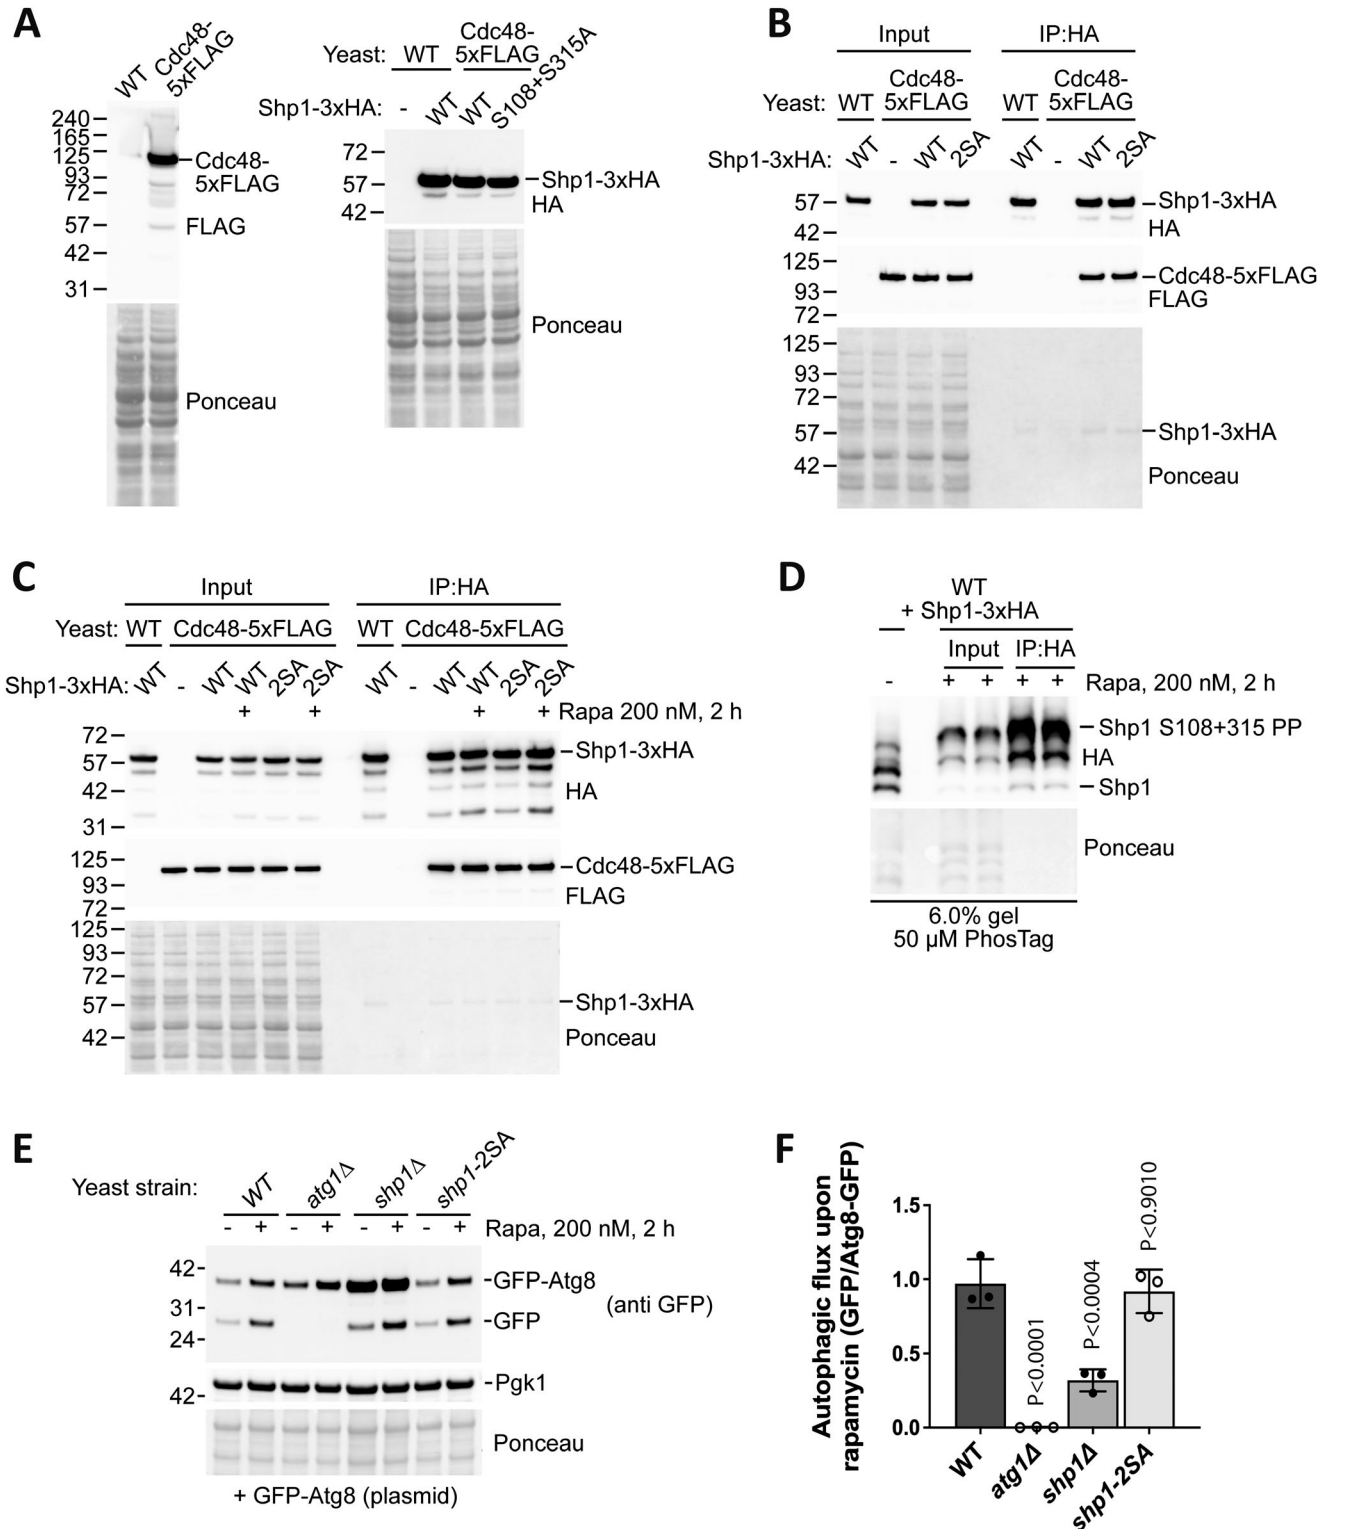 A
WT
Cdc48-
5xFLAG
240
165
125
93
72
57
42
31
Cdc48-
5xFLAG
FLAG
Ponceau
Yeast: WT
Cdc48-
5xFLAG
Shp1-3xHA: - WT WT S108+S315A
72
57
42
Shp1-3xHA
HA
Ponceau
B
Input IP:HA
Cdc48- Cdc48-
Yeast: WT 5xFLAG WT 5xFLAG
Shp1-3xHA: WT - WT 2SA WT - WT 2SA
57
42
Shp1-3xHA
HA
125
93
72
Cdc48-5xFLAG
FLAG
125
93
72
57
42
Shp1-3xHA
Ponceau
C
Input IP:HA
Yeast: WT Cdc48-5xFLAG WT Cdc48-5xFLAG
Shp1-3xHA: WT - WT WT 2SA 2SA WT - WT WT 2SA 2SA
+ + + + Rapa 200 nM, 2 h
72
57
42
31
Shp1-3xHA
HA
125
93
72
Cdc48-5xFLAG
FLAG
125
93
72
57
42
Shp1-3xHA
Ponceau
D
WT
+ Shp1-3xHA
Input IP:HA
- + + + + Rapa, 200 nM, 2 h
Shp1 S108+315 PP
HA
Shp1
Ponceau
6.0% gel
50 µM PhosTag
E
Yeast strain: WT atg1Δ shp1Δ shp1-2SA
- + - + - + - + Rapa, 200 nM, 2 h
42
31
24
GFP-Atg8
(anti GFP)
GFP
42
Pgk1
Ponceau
+ GFP-Atg8 (plasmid)
F
Autophagic flux upon
rapamycin (GFP/Atg8-GFP)
1.5
1.0
0.5
0.0
P<0.0001
P<0.0004
P<0.9010
WT
atg1Δ
shp1Δ
shp1-2SA